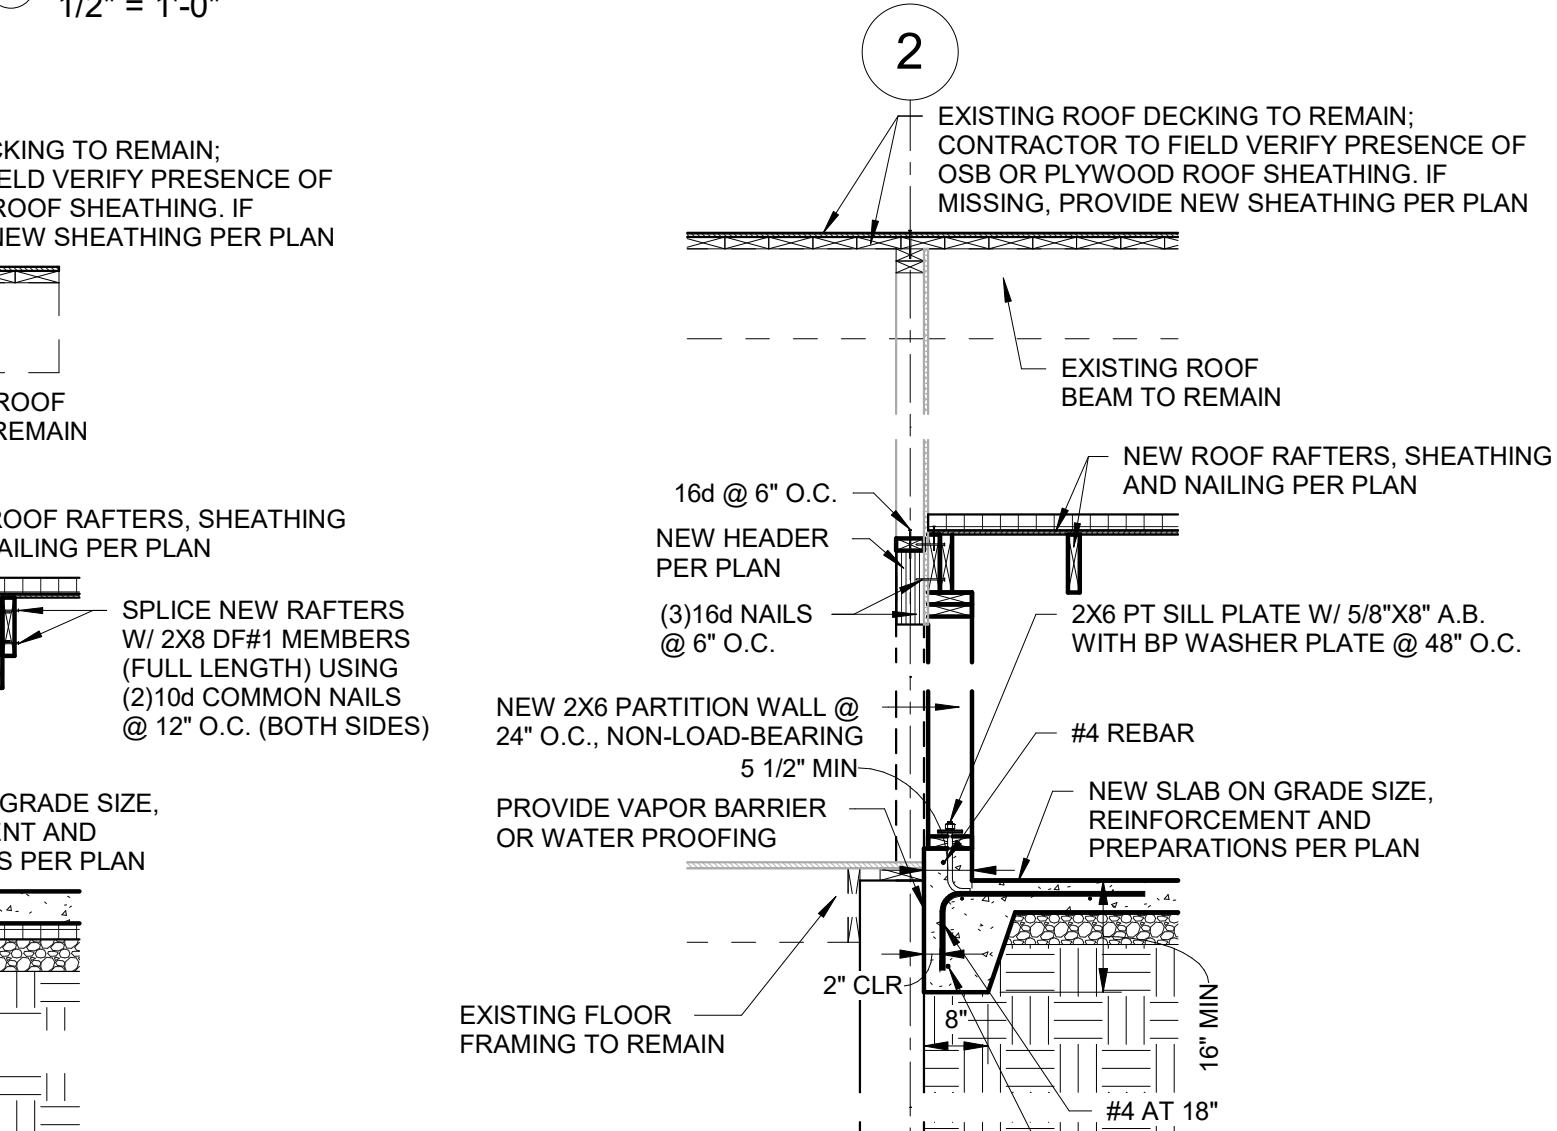 1/2" = 1'-0"
2
EXISTING ROOF DECKING TO REMAIN;
CONTRACTOR TO FIELD VERIFY PRESENCE OF
OSB OR PLYWOOD ROOF SHEATHING. IF
MISSING, PROVIDE NEW SHEATHING PER PLAN
CKING TO REMAIN;
ELD VERIFY PRESENCE OF
ROOF SHEATHING. IF
NEW SHEATHING PER PLAN
ROOF
REMAIN
ROOF RAFTERS, SHEATHING
AILING PER PLAN
SPLICE NEW RAFTERS
W/ 2X8 DF#1 MEMBERS
(FULL LENGTH) USING
(2)10d COMMON NAILS
@ 12" O.C. (BOTH SIDES)
GRADE SIZE,
ENT AND
S PER PLAN
EXISTING ROOF
BEAM TO REMAIN
NEW ROOF RAFTERS, SHEATHING
AND NAILING PER PLAN
16d @ 6" O.C.
NEW HEADER
PER PLAN
(3)16d NAILS
@ 6" O.C.
2X6 PT SILL PLATE W/ 5/8"X8" A.B.
WITH BP WASHER PLATE @ 48" O.C.
NEW 2X6 PARTITION WALL @
24" O.C., NON-LOAD-BEARING
5 1/2" MIN
#4 REBAR
PROVIDE VAPOR BARRIER
OR WATER PROOFING
NEW SLAB ON GRADE SIZE,
REINFORCEMENT AND
PREPARATIONS PER PLAN
2" CLR
8"
16" MIN
EXISTING FLOOR
FRAMING TO REMAIN
#4 AT 18"